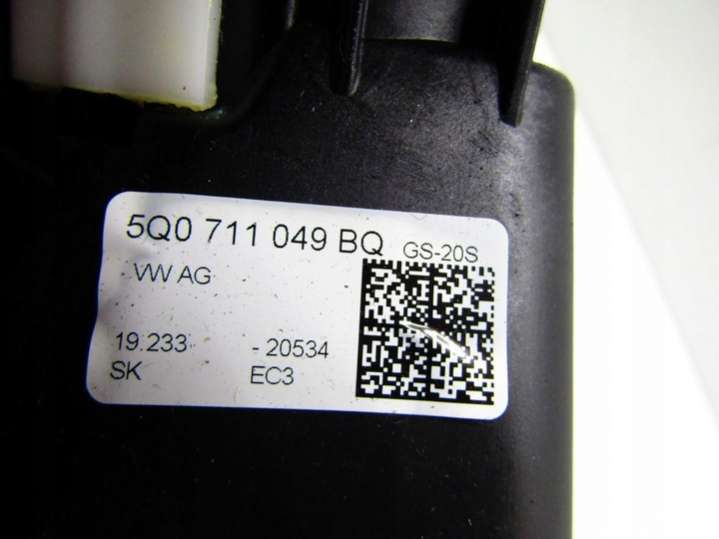 5Q0 711 049 BQ GS-20S
VW AG
19.233 - 20534
SK EC3